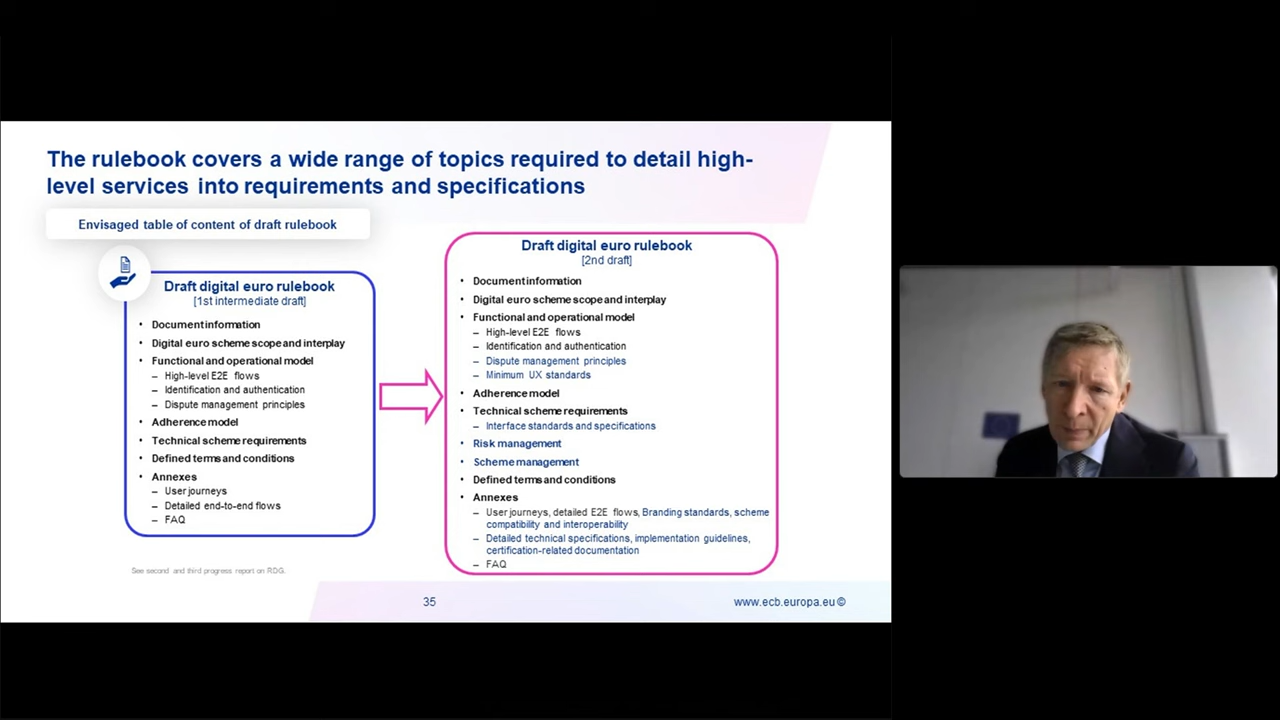 The rulebook covers a wide range of topics required to detail high-
level services into requirements and specifications
Envisaged table of content of draft rulebook
Draft digital euro rulebook
[1st intermediate draft]
• Document information
• Digital euro scheme scope and interplay
• Functional and operational model
– High-level E2E flows
– Identification and authentication
– Dispute management principles
• Adherence model
• Technical scheme requirements
• Defined terms and conditions
• Annexes
– User journeys
– Detailed end-to-end flows
– FAQ
Draft digital euro rulebook
[2nd draft]
• Document information
• Digital euro scheme scope and interplay
• Functional and operational model
– High-level E2E flows
– Identification and authentication
– Dispute management principles
– Minimum UX standards
• Adherence model
• Technical scheme requirements
– Interface standards and specifications
• Risk management
• Scheme management
• Defined terms and conditions
• Annexes
– User journeys, detailed E2E flows, Branding standards, scheme
compatibility and interoperability
– Detailed technical specifications, implementation guidelines,
certification-related documentation
– FAQ
See second and third progress report on RDG.
35
www.ecb.europa.eu ©